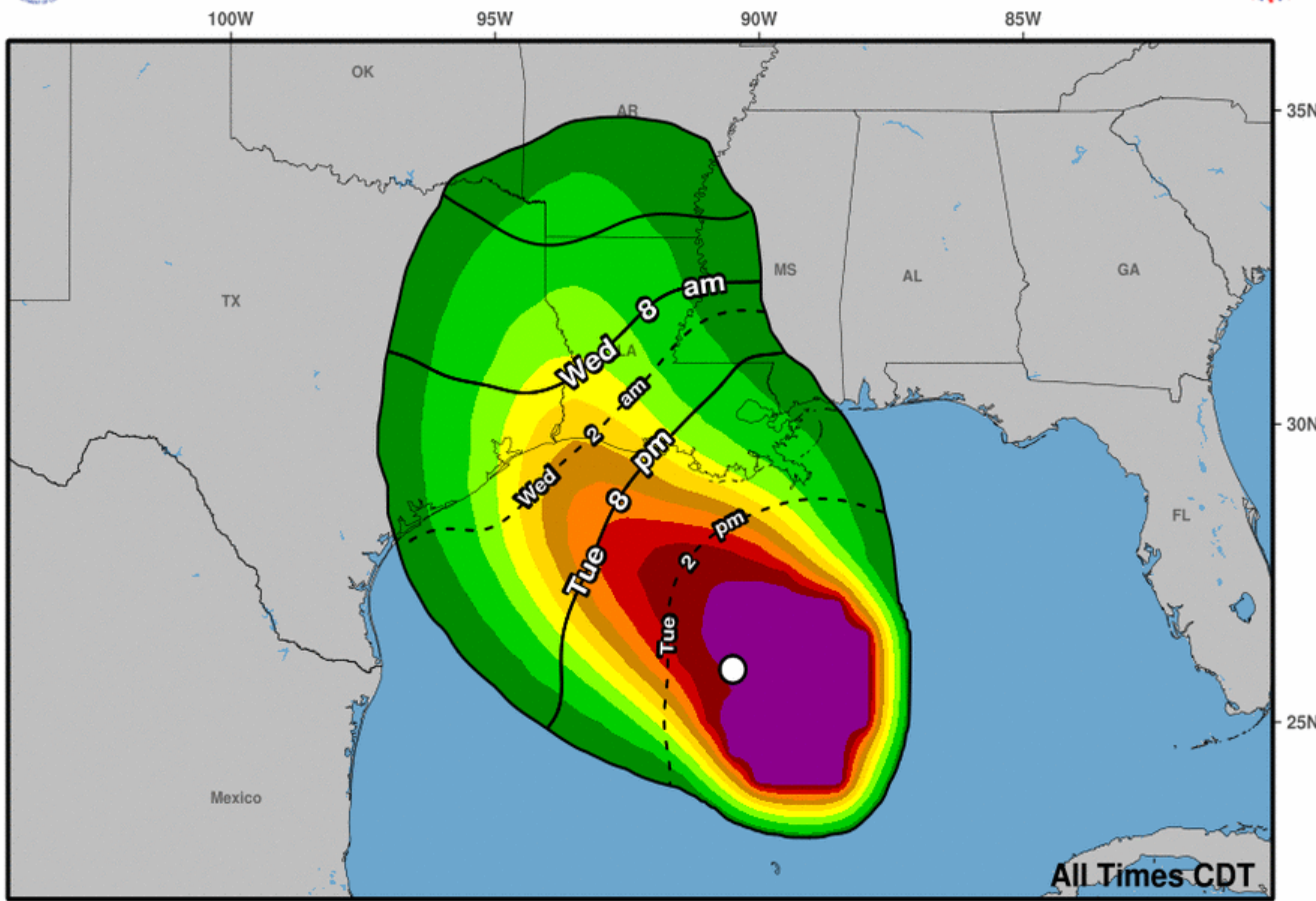 100W 95W 90W 85W
OK
AR
35N
MS
AL
GA
TX
8 am
LA
Wed
2 am
Wed
30N
8 pm
Tue
FL
2 pm
Tue
25N
Mexico
All Times CDT